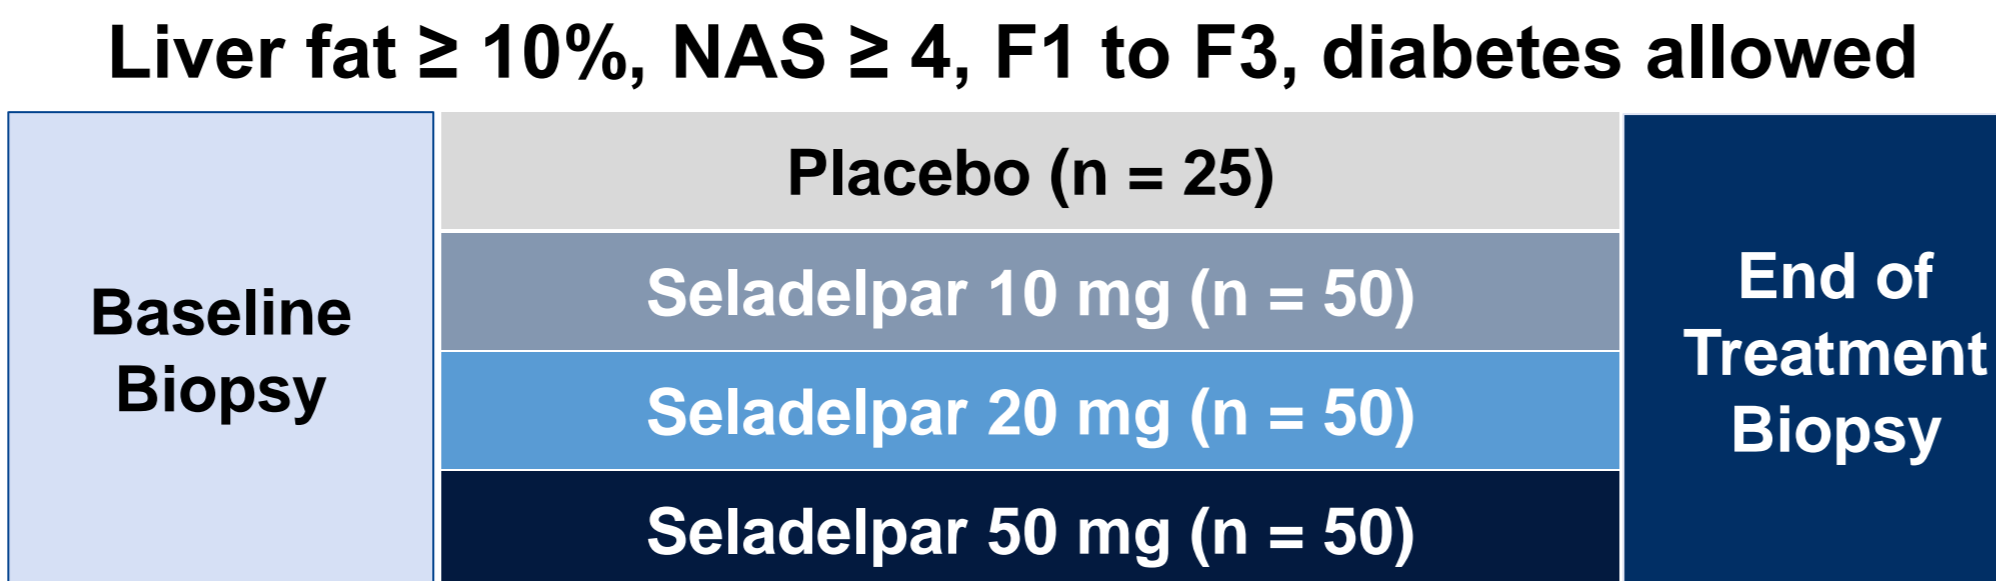 Liver fat ≥ 10%, NAS ≥ 4, F1 to F3, diabetes allowed
Baseline
Biopsy
Placebo (n = 25)
Seladelpar 10 mg (n = 50)
Seladelpar 20 mg (n = 50)
Seladelpar 50 mg (n = 50)
End of
Treatment
Biopsy